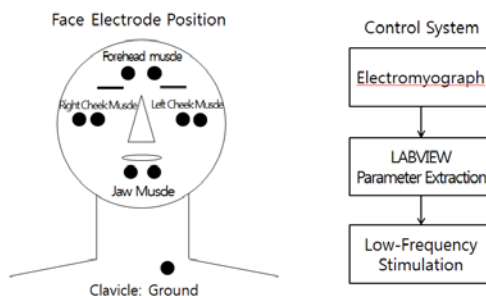 Face Electrode Position
Forehead muscle
Right Cheek Muscle
Left Cheek Muscle
Jaw Muscle
Clavicle: Ground
Control System
Electromyograph
LABVIEW
Parameter Extraction
Low-Frequency
Stimulation